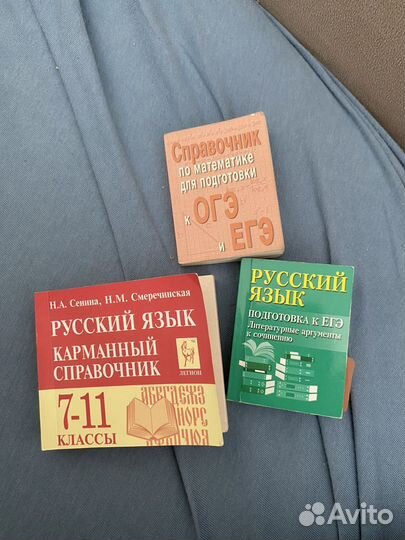 Справочник
по математике
для подготовки
к ОГЭ
и ЕГЭ
Н.А. Сенина, Н.М. Смеречинская
РУССКИЙ ЯЗЫК
КАРМАННЫЙ
СПРАВОЧНИК
ЛЕГИОН
7-11
КЛАССЫ
РУССКИЙ
ЯЗЫК
ПОДГОТОВКА К ЕГЭ
Литературные аргументы
к сочинению
Avito